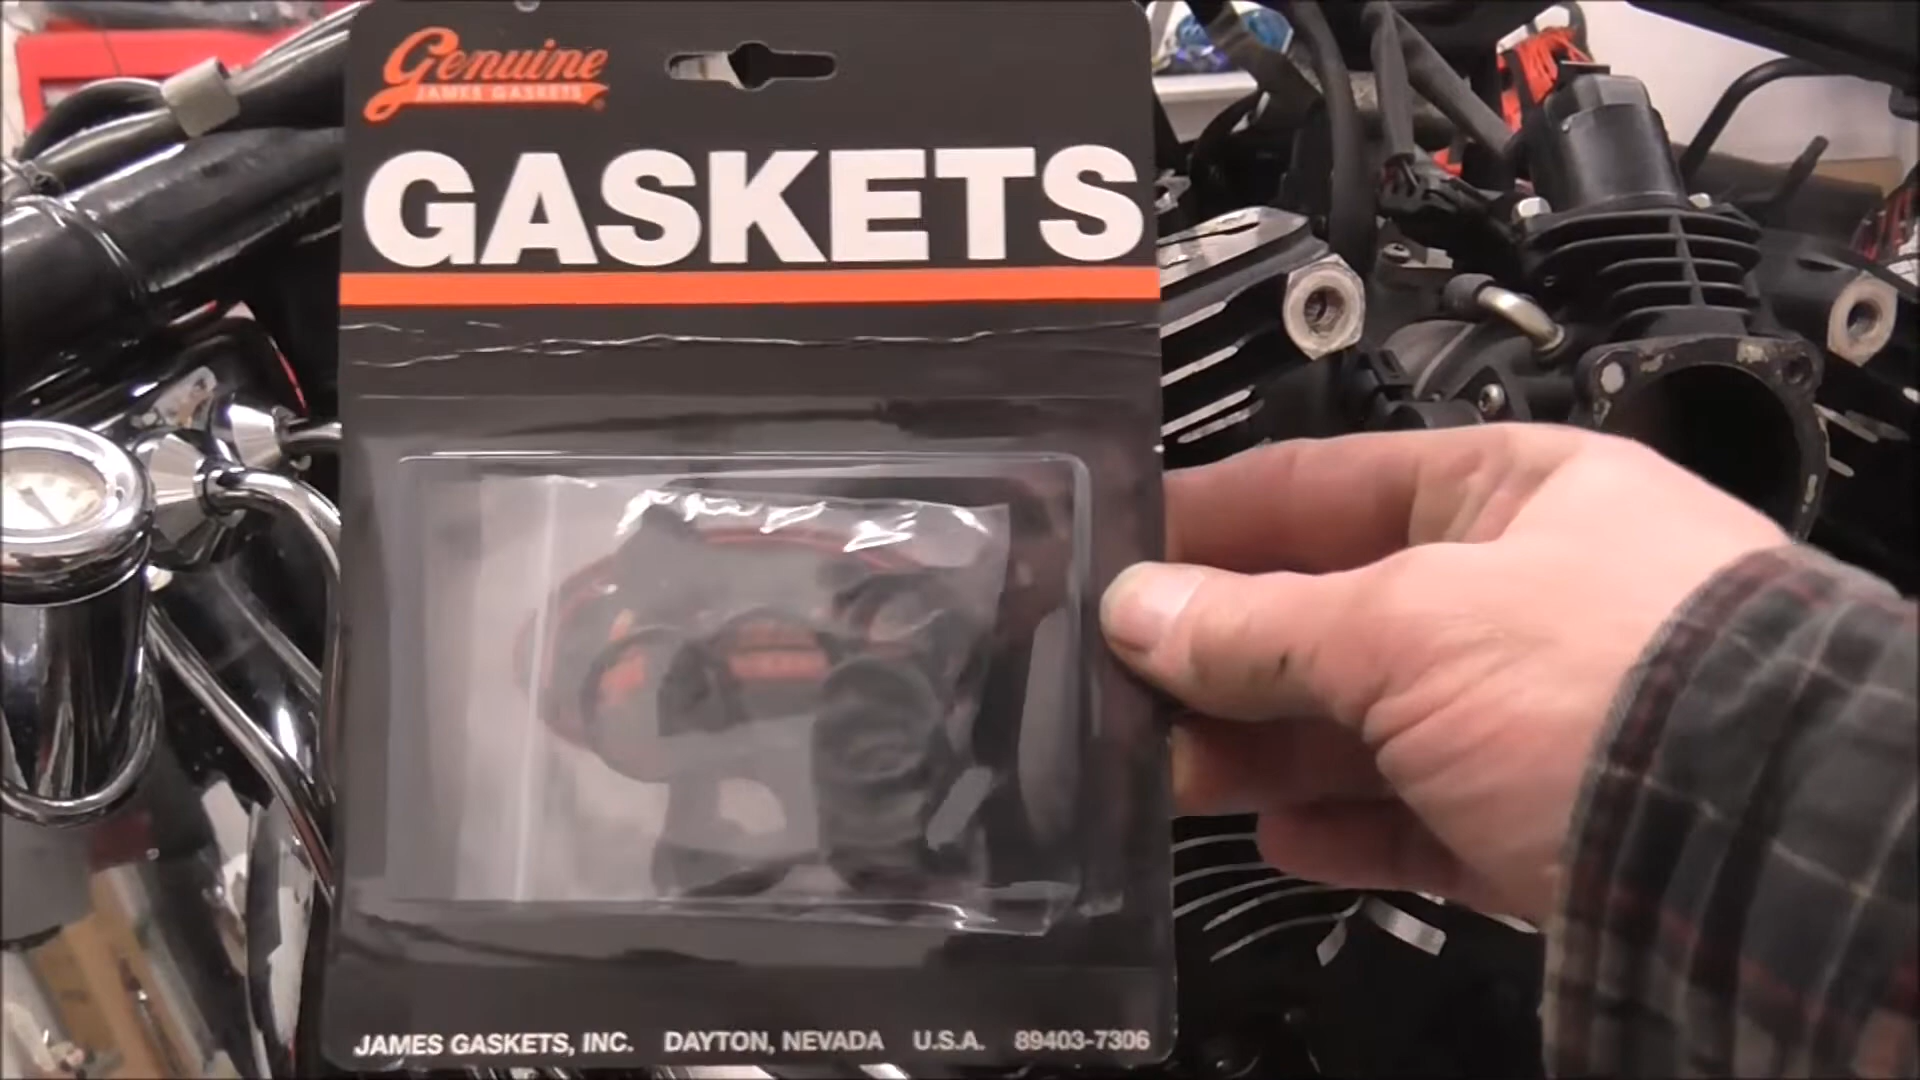 Genuine
JAMES GASKETS
GASKETS
JAMES GASKETS, INC. DAYTON, NEVADA U.S.A. 89403-7306